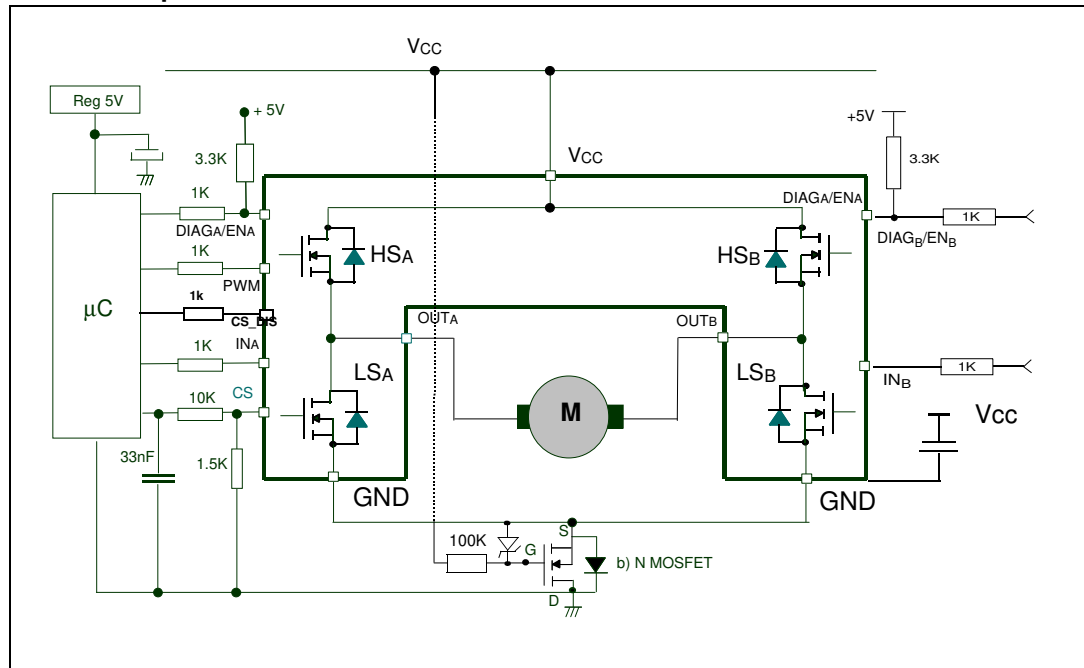 VCC
Reg 5V
+ 5V
+5V
3.3K
3.3K
VCC
1K
DIAGA/ENA
DIAGA/ENA
1K
DIAGB/ENB
HSA
HSB
1K
PWM
µC
1k
CS_DIS
OUTA
OUTB
INA
1K
LSA
LSB
1K
INB
CS
10K
M
VCC
33nF
1.5K
GND
GND
100K
G
S
b) N MOSFET
D